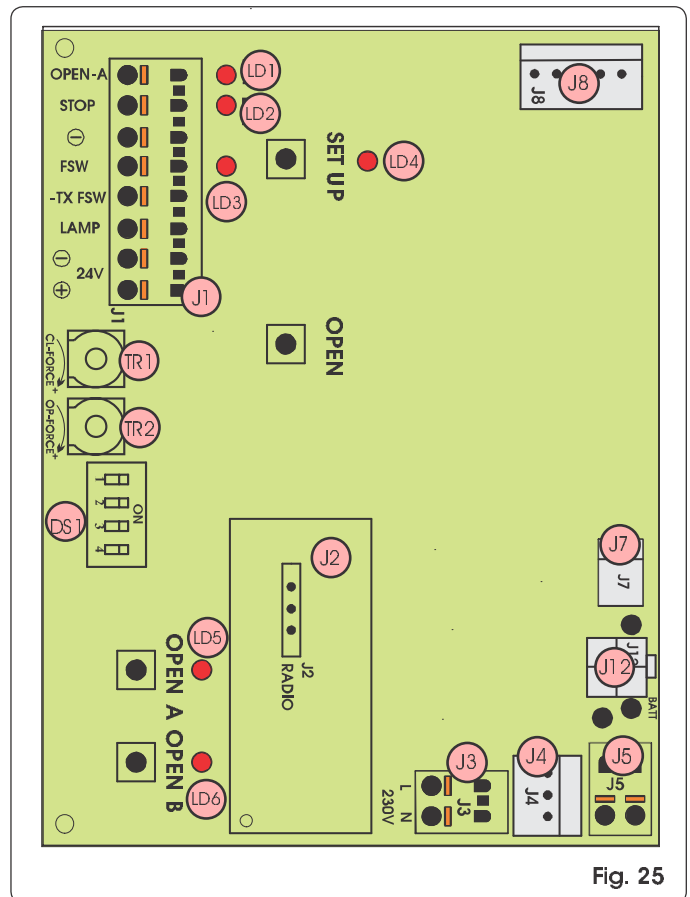 OPEN-A
STOP
⊖
FSW
-TX FSW
LAMP
⊖
24V
⊕
J1
J1
LD1
LD2
LD3
SET UP
LD4
J8
J8
OPEN
CL-FORCE +
TR1
OP-FORCE +
TR2
DS1
1
2
3
4
ON
J2
J2
RADIO
LD5
OPEN A
OPEN B
LD6
J7
J7
J12
BATT
J3
J3
L
N
230V
J4
J4
J5
J5
Fig. 25